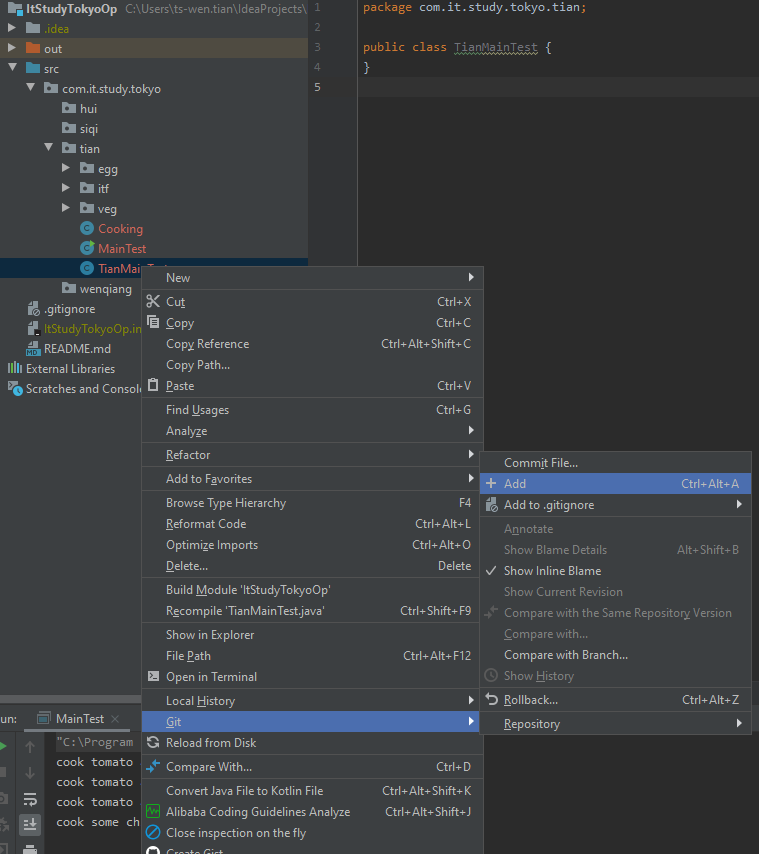 ItStudyTokyoOp C:\Users\ts-wen.tian\IdeaProjects\
.idea
out
src
com.it.study.tokyo
hui
siqi
tian
egg
itf
veg
Cooking
MainTest
TianMainTest
wenqiang
.gitignore
ItStudyTokyoOp.in
README.md
External Libraries
Scratches and Consol
1 package com.it.study.tokyo.tian;
2
3 public class TianMainTest {
4 }
5
New
Cut Ctrl+X
Copy Ctrl+C
Copy Reference Ctrl+Alt+Shift+C
Copy Path...
Paste Ctrl+V
Find Usages Ctrl+G
Analyze
Refactor
Add to Favorites
Browse Type Hierarchy F4
Reformat Code Ctrl+Alt+L
Optimize Imports Ctrl+Alt+O
Delete... Delete
Build Module 'ItStudyTokyoOp'
Recompile 'TianMainTest.java' Ctrl+Shift+F9
Show in Explorer
File Path Ctrl+Alt+F12
Open in Terminal
Local History
Git
Reload from Disk
Compare With... Ctrl+D
Convert Java File to Kotlin File Ctrl+Alt+Shift+K
Alibaba Coding Guidelines Analyze Ctrl+Alt+Shift+J
Close inspection on the fly
Create Gist...
Commit File...
Add Ctrl+Alt+A
Add to .gitignore
Annotate
Show Blame Details Alt+Shift+B
Show Inline Blame
Show Current Revision
Compare with the Same Repository Version
Compare with...
Compare with Branch...
Show History
Rollback... Ctrl+Alt+Z
Repository
un: MainTest
"C:\Program
cook tomato
cook tomato
cook tomato
cook some ch